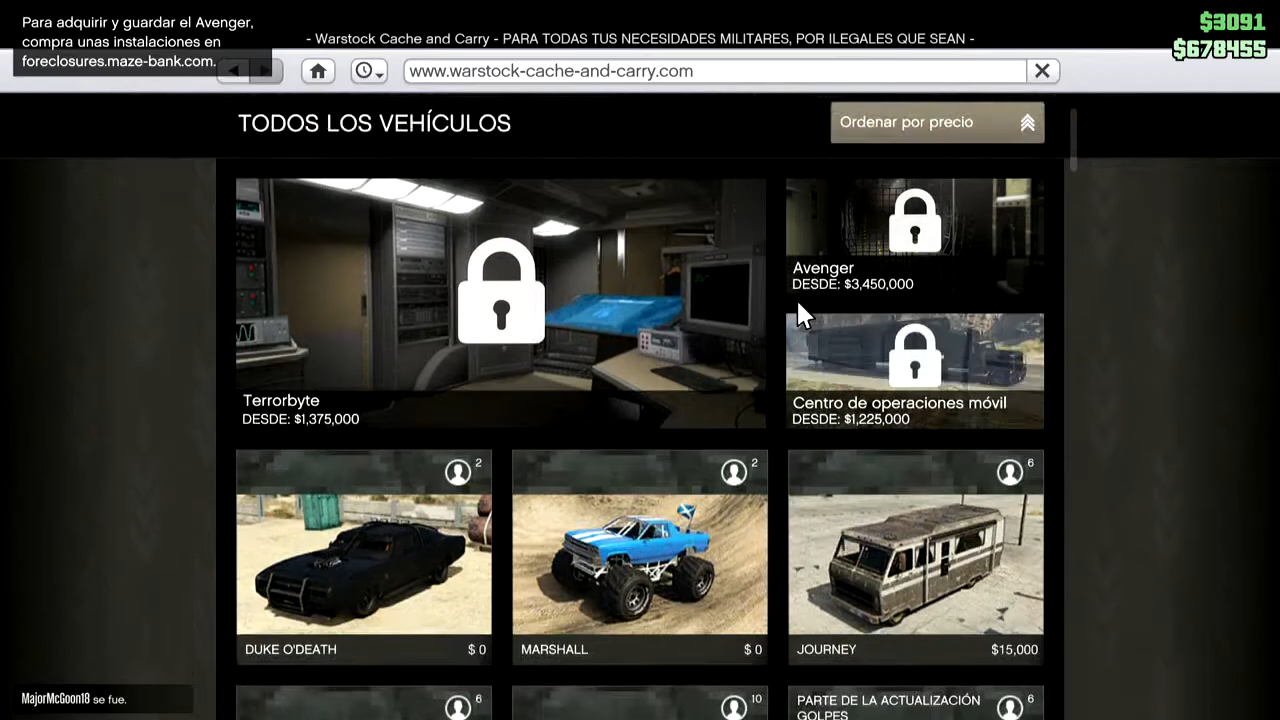 Para adquirir y guardar el Avenger,
compra unas instalaciones en
foreclosures.maze-bank.com.
- Warstock Cache and Carry - PARA TODAS TUS NECESIDADES MILITARES, POR ILEGALES QUE SEAN -
$3091
$678455
www.warstock-cache-and-carry.com
TODOS LOS VEHÍCULOS
Ordenar por precio
Terrorbyte
DESDE: $1,375,000
Avenger
DESDE: $3,450,000
Centro de operaciones móvil
DESDE: $1,225,000
2
2
6
DUKE O'DEATH $ 0
MARSHALL $ 0
JOURNEY $15,000
6
10
PARTE DE LA ACTUALIZACIÓN
GOLPES
6
MajorMcGoon18 se fue.